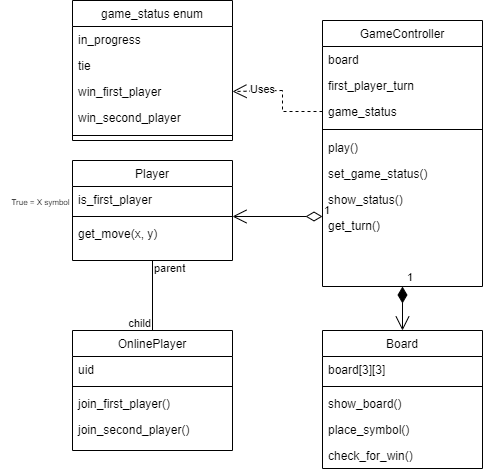 game_status enum
in_progress
tie
win_first_player
win_second_player
GameController
board
first_player_turn
game_status
play()
set_game_status()
show_status()
get_turn()
Uses
Player
True = X symbol
is_first_player
get_move(x, y)
1
1
parent
child
OnlinePlayer
uid
join_first_player()
join_second_player()
Board
board[3][3]
show_board()
place_symbol()
check_for_win()